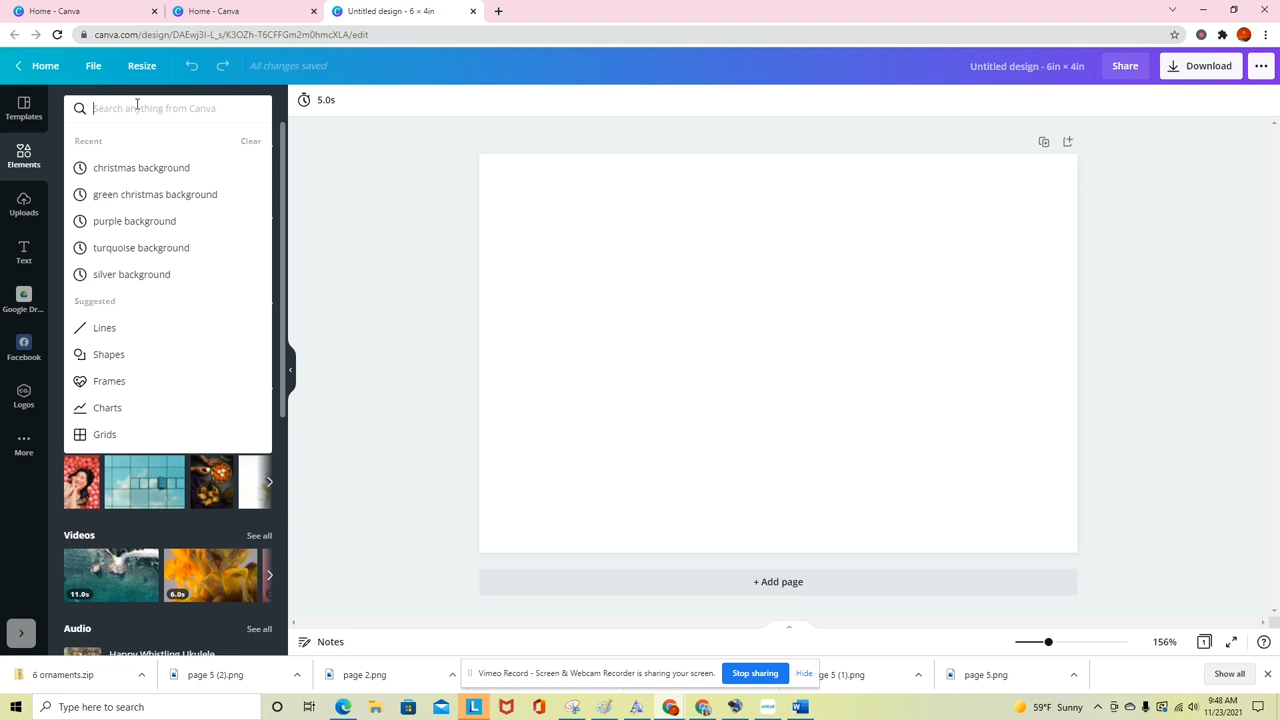 Home - Canva
Home - Canva
Untitled design - 6 × 4in
canva.com/design/DAEwj3I-L_s/K3OZh-T6CFFGm2m0hmcXLA/edit
Home
File
Resize
All changes saved
Untitled design - 6in × 4in
Share
Download
Templates
Elements
Uploads
Text
Google Dr...
Facebook
Logos
More
Search anything from Canva
5.0s
Recent
Clear
christmas background
green christmas background
purple background
turquoise background
silver background
Suggested
Lines
Shapes
Frames
Charts
Grids
Videos
See all
11.0s
6.0s
Audio
See all
Happy Whistling Ukulele
+ Add page
Notes
156%
1
6 ornaments.zip
page 5 (2).png
page 2.png
Vimeo Record - Screen & Webcam Recorder is sharing your screen.
Stop sharing
Hide
5 (1).png
page 5.png
Show all
Type here to search
59°F Sunny
9:48 AM
11/23/2021